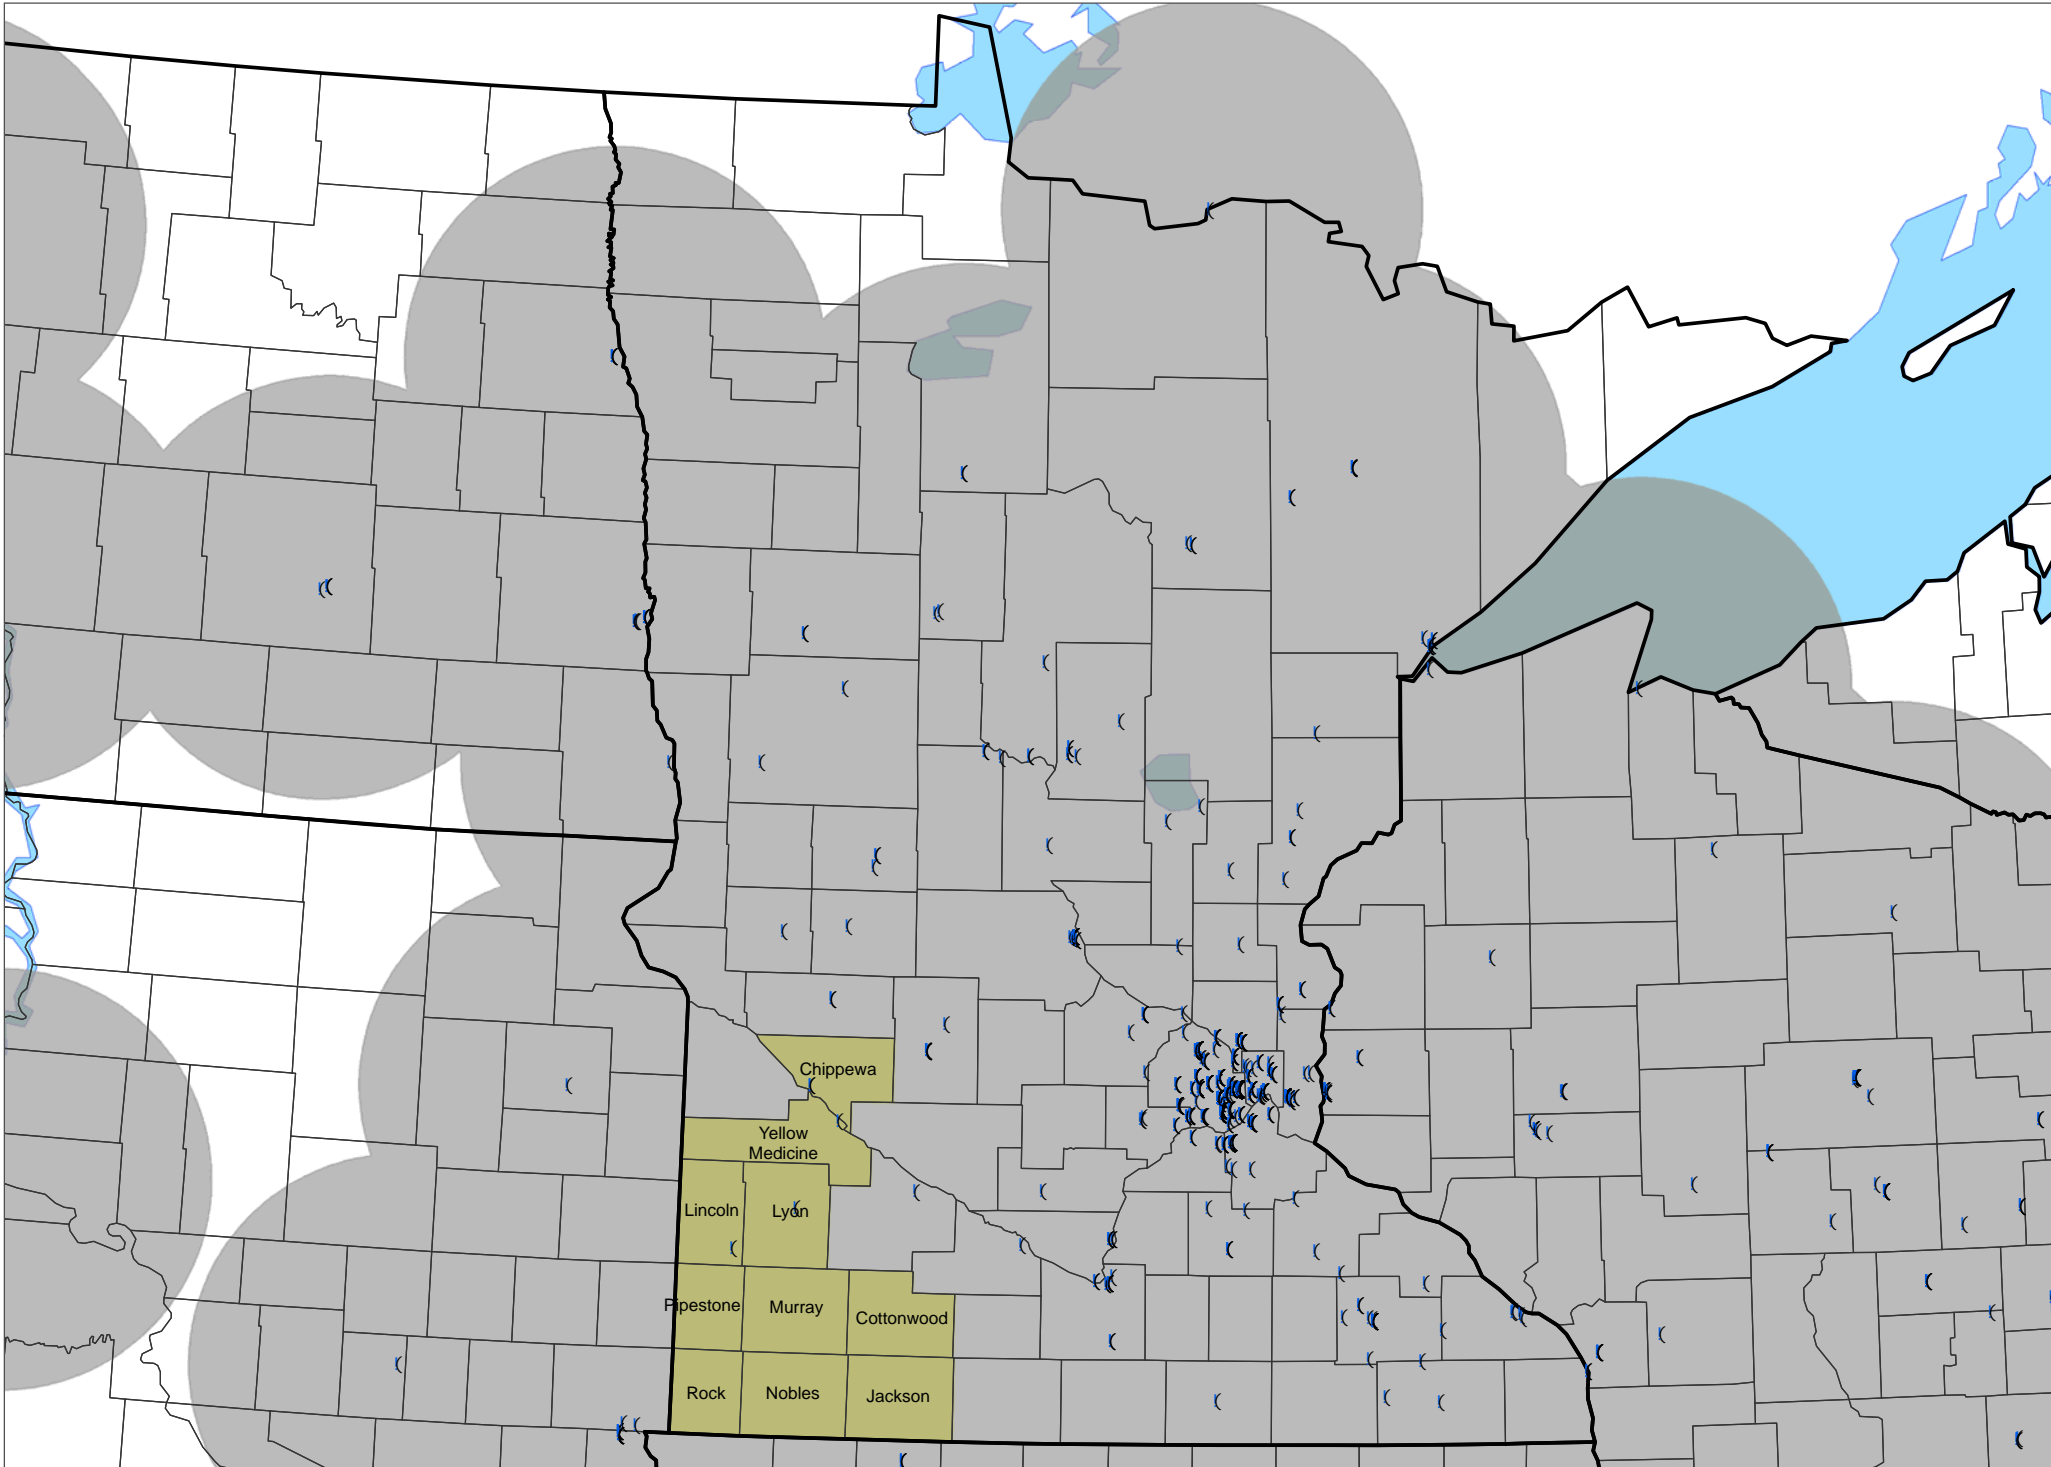 Chippewa
Yellow
Medicine
Lincoln
Lyon
Pipestone
Murray
Cottonwood
Rock
Nobles
Jackson